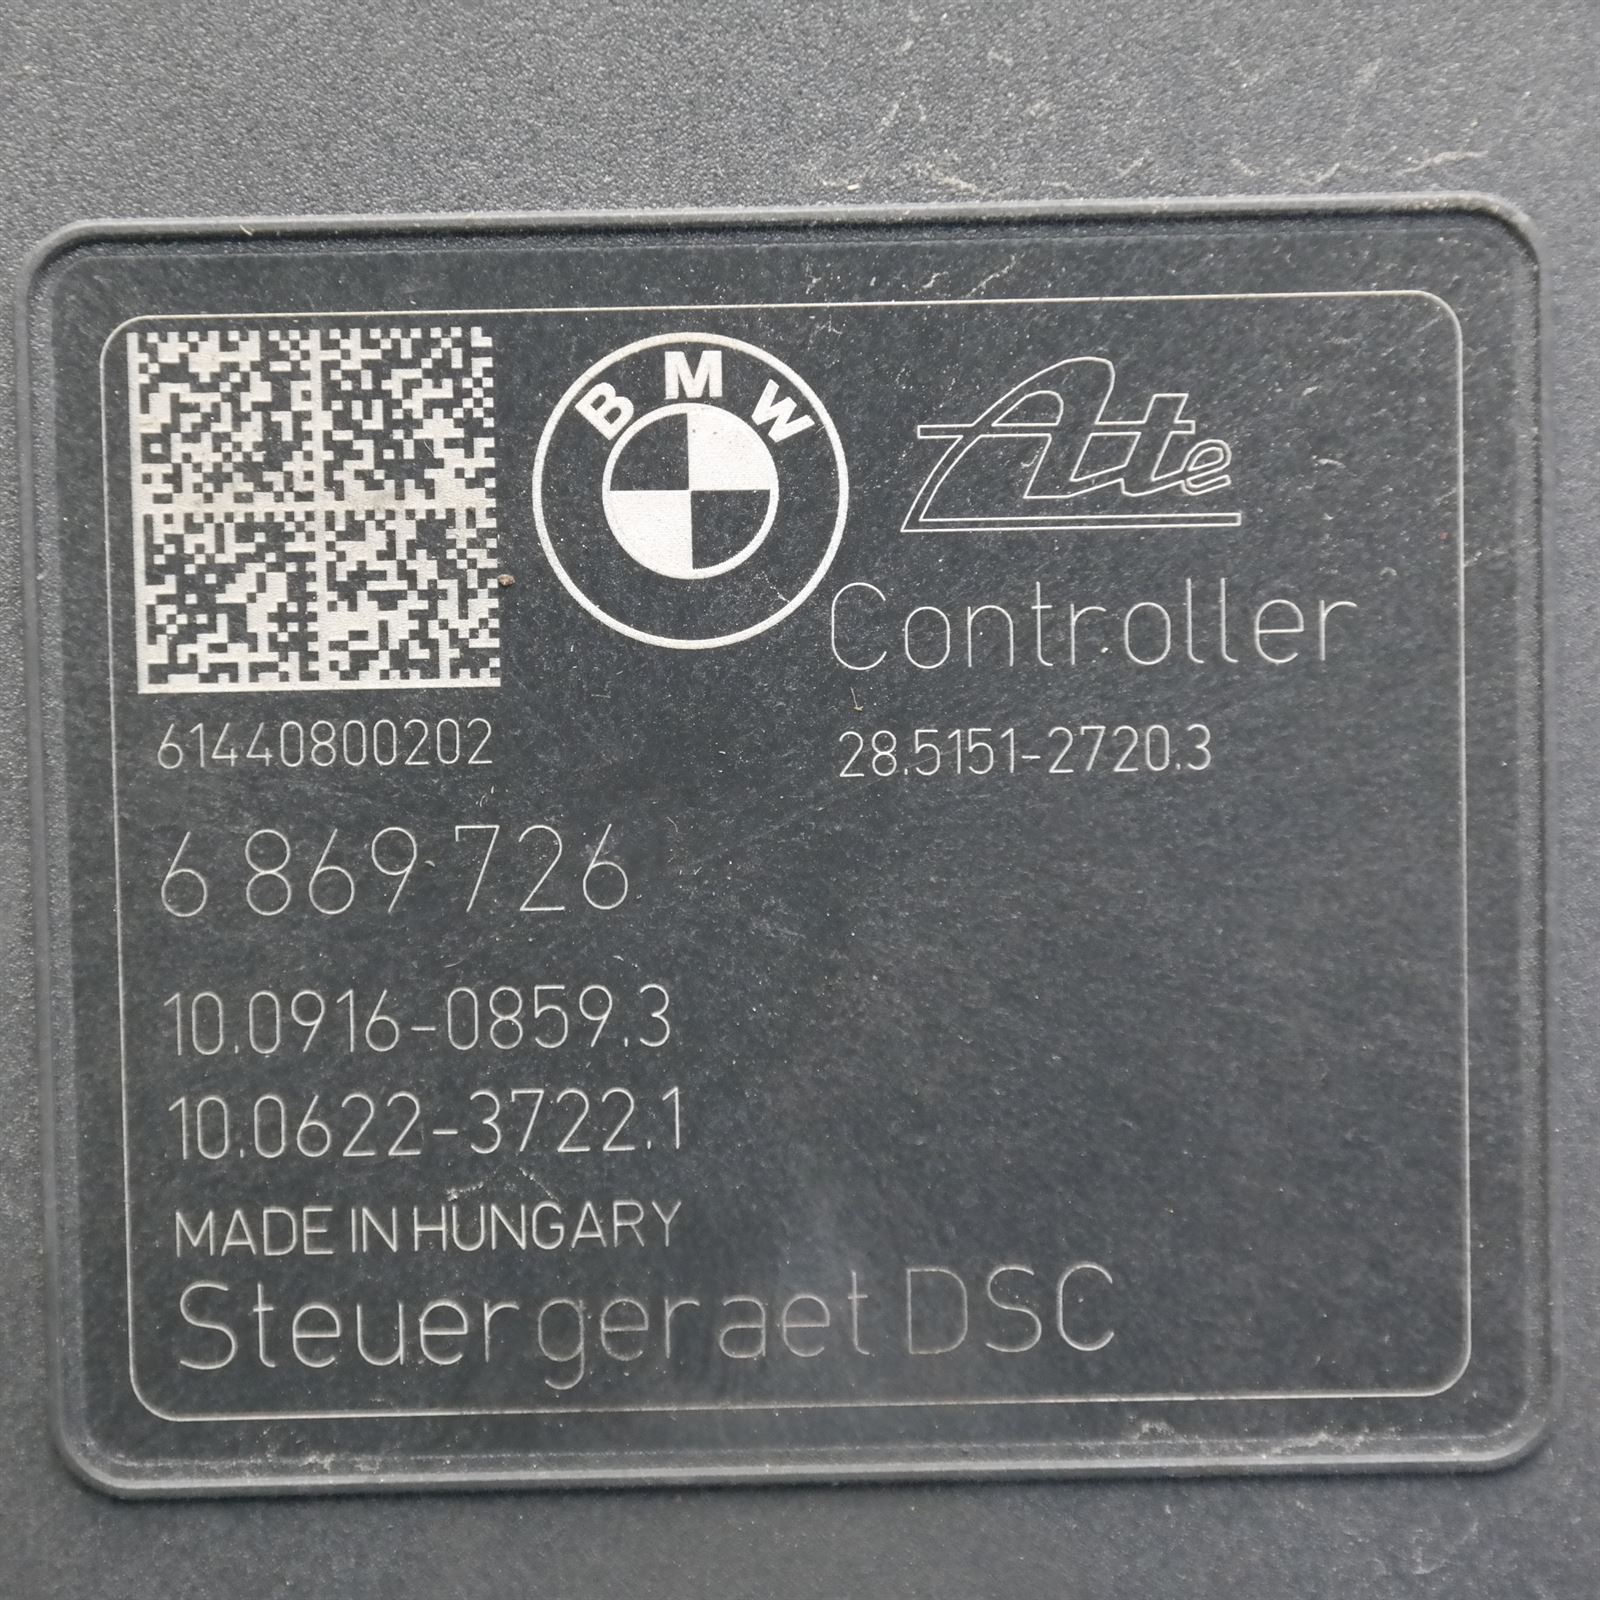 BMW
Ate
Controller
61440800202
28.5151-2720.3
6 869 726
10.0916-0859.3
10.0622-3722.1
MADE IN HUNGARY
Steuergeraet DSC